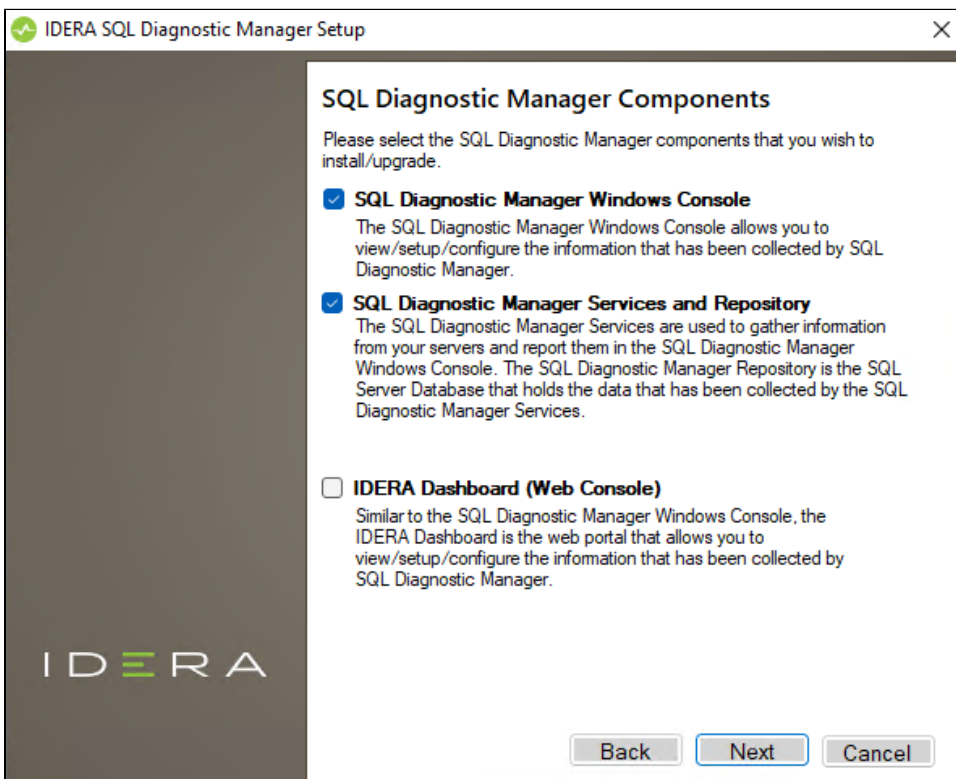 IDERA SQL Diagnostic Manager Setup
SQL Diagnostic Manager Components
Please select the SQL Diagnostic Manager components that you wish to
install/upgrade.
SQL Diagnostic Manager Windows Console
The SQL Diagnostic Manager Windows Console allows you to
view/setup/configure the information that has been collected by SQL
Diagnostic Manager.
SQL Diagnostic Manager Services and Repository
The SQL Diagnostic Manager Services are used to gather information
from your servers and report them in the SQL Diagnostic Manager
Windows Console. The SQL Diagnostic Manager Repository is the SQL
Server Database that holds the data that has been collected by the SQL
Diagnostic Manager Services.
IDERA Dashboard (Web Console)
Similar to the SQL Diagnostic Manager Windows Console, the
IDERA Dashboard is the web portal that allows you to
view/setup/configure the information that has been collected by
SQL Diagnostic Manager.
IDERA
Back Next Cancel